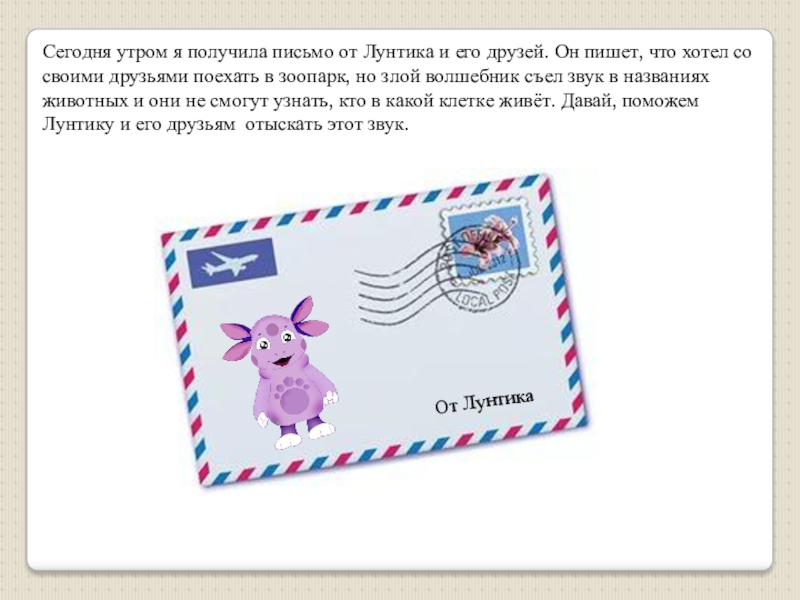 Сегодня утром я получила письмо от Лунтика и его друзей. Он пишет, что хотел со
своими друзьями поехать в зоопарк, но злой волшебник съел звук в названиях
животных и они не смогут узнать, кто в какой клетке живёт. Давай, поможем
Лунтику и его друзьям  отыскать этот звук.
LOCAL POST
От Лунтика